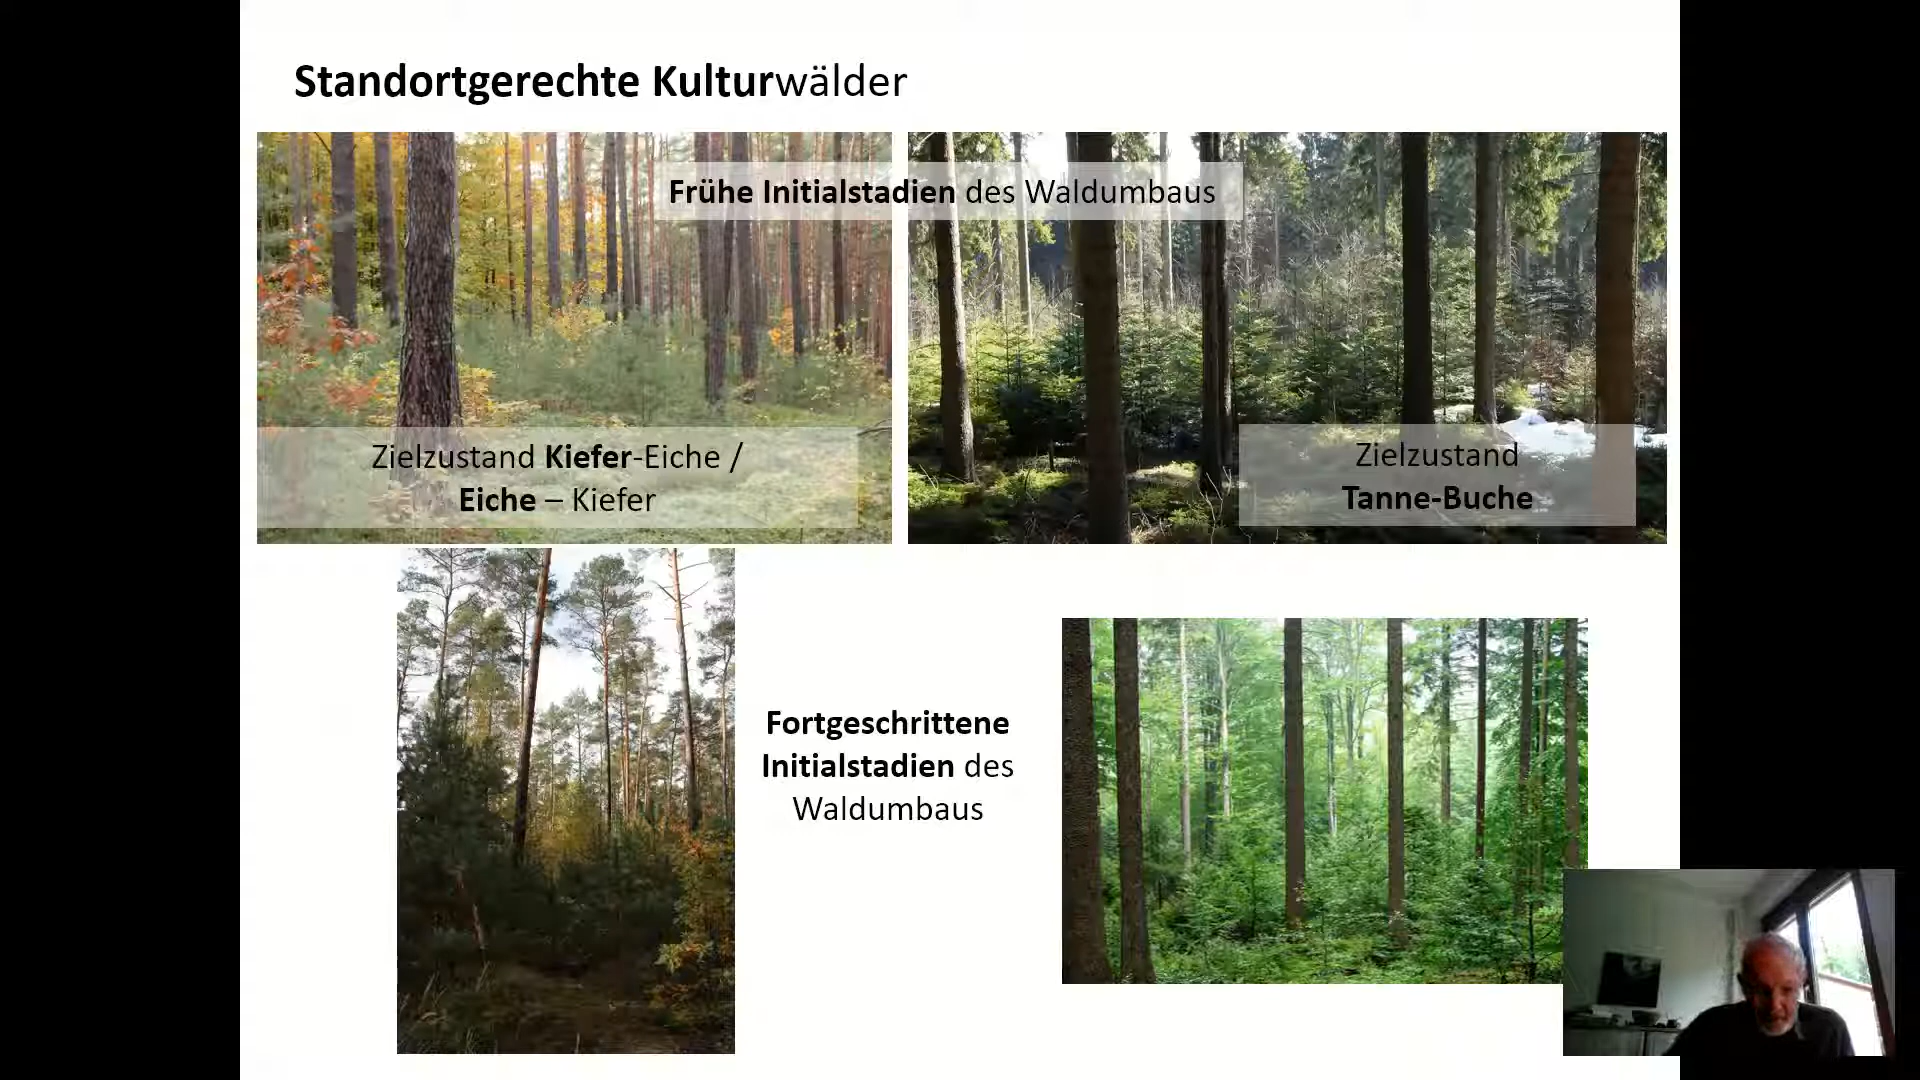 Standortgerechte Kulturwälder
Frühe Initialstadien des Waldumbaus
Zielzustand Kiefer-Eiche /
Eiche – Kiefer
Zielzustand
Tanne-Buche
Fortgeschrittene
Initialstadien des
Waldumbaus